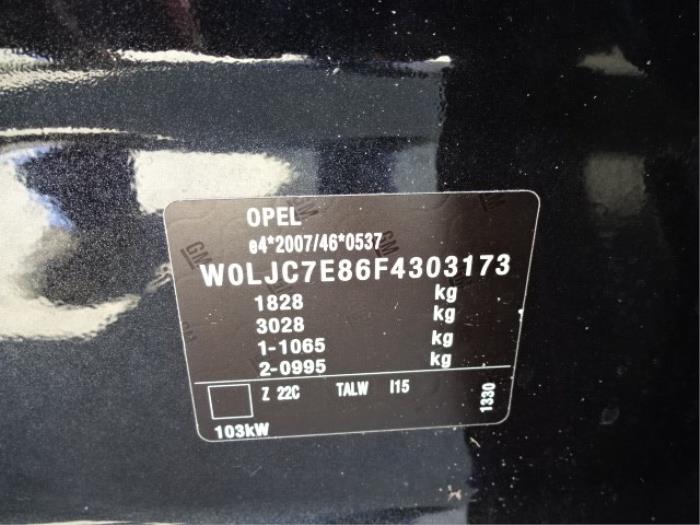 OPEL
e4*2007/46*0537
W0LJC7E86F4303173
1828 kg
3028 kg
1-1065 kg
2-0995 kg
Z 22C TALW I15
1330
103kW